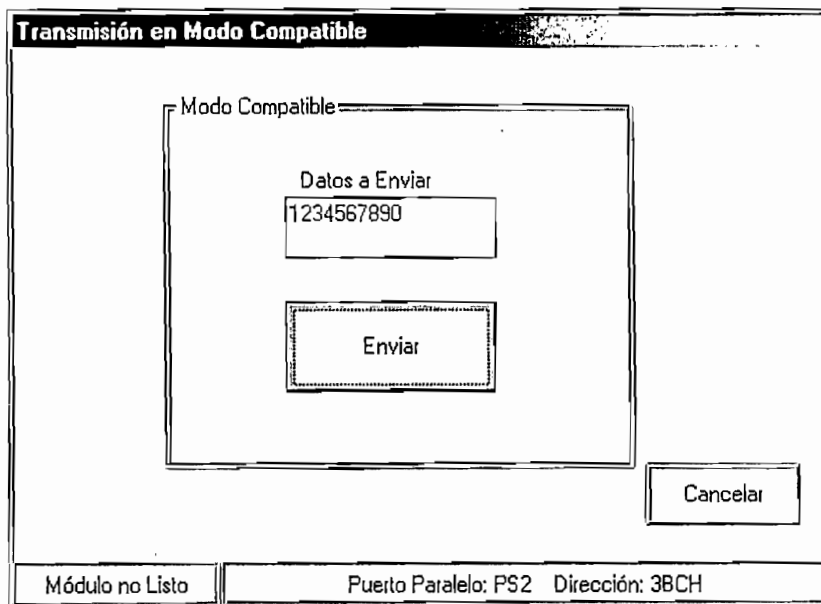 Transmisión en Modo Compatible
Modo Compatible
Datos a Enviar
1234567890
Enviar
Cancelar
Módulo no Listo
Puerto Paralelo: PS2 Dirección: 3BCH